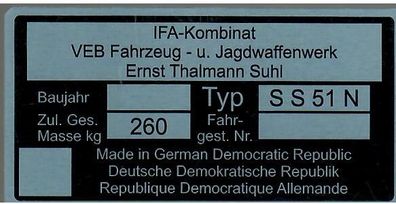 IFA-Kombinat
VEB Fahrzeug - u. Jagdwaffenwerk
Ernst Thalmann Suhl
Baujahr
Typ S S 51 N
Zul. Ges. Masse kg 260
Fahr- gest. Nr.
Made in German Democratic Republic
Deutsche Demokratische Republik
Republique Democratique Allemande